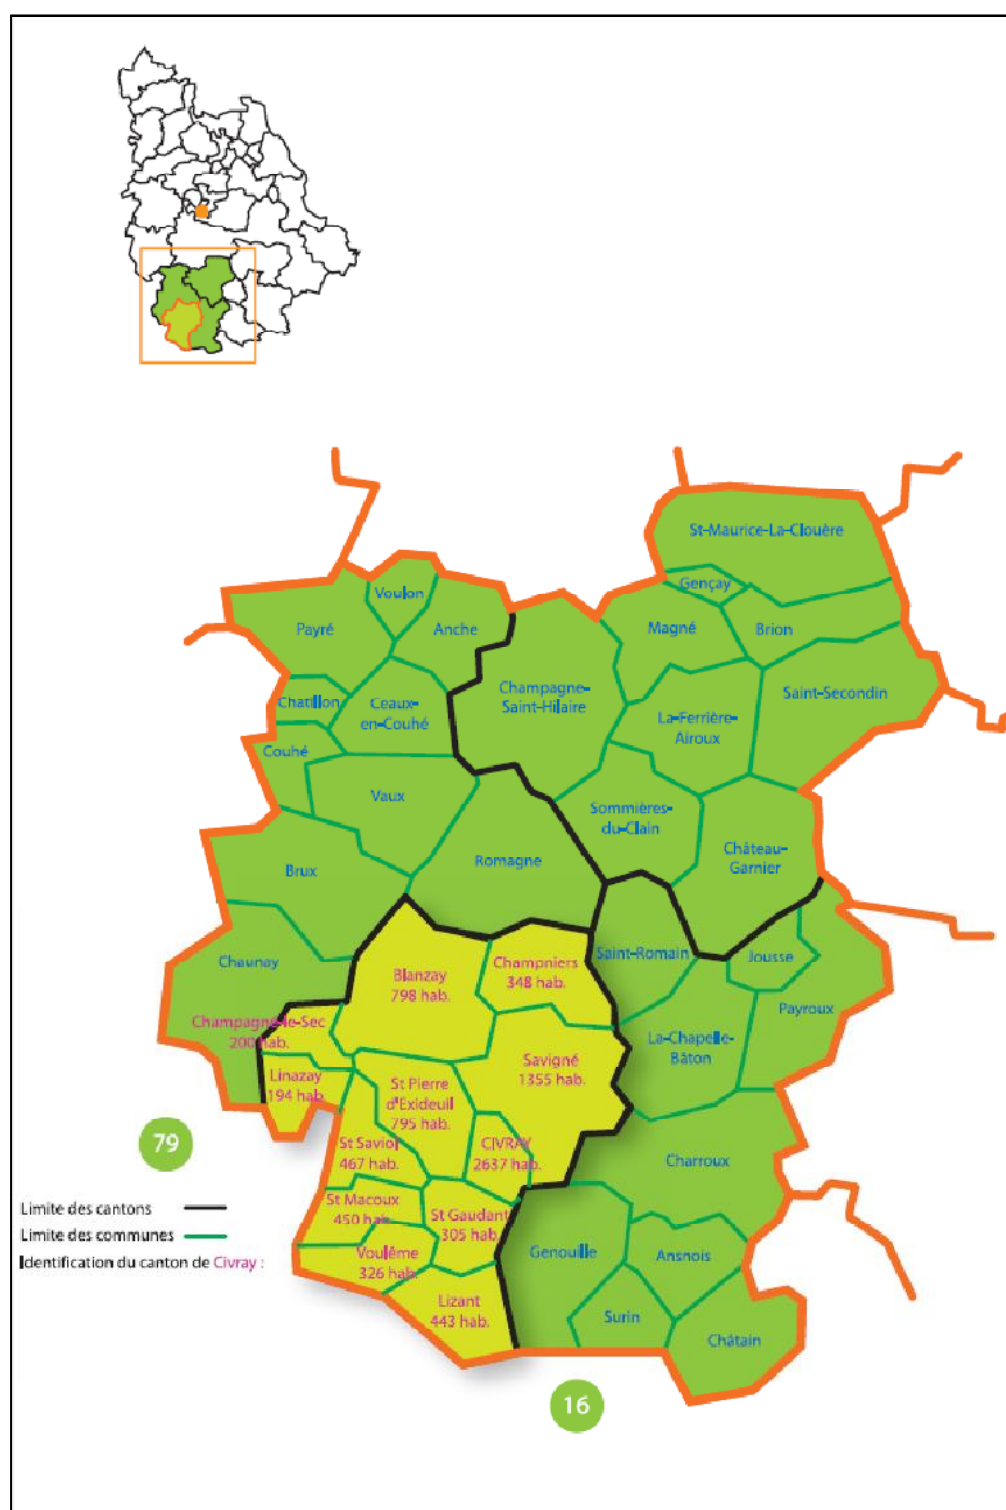 St-Maurice-La-Clouère
Gençay
Voulon
Payré
Anche
Magné
Brion
Champagne-
Saint-Hilaire
Saint-Secondin
Chatillon
Ceaux-
en-Couhé
La-Ferrière-
Airoux
Couhé
Vaux
Sommières-
du-Clain
Château-
Garnier
Brux
Romagne
Chaunay
Blanzay
798 hab.
Champniers
348 hab.
Saint-Romain
Jousse
Payroux
Champagné-le-Sec
200 hab.
La-Chapelle-
Bâton
Savigné
1355 hab.
Linazay
194 hab.
St Pierre
d'Exideuil
795 hab.
79
St Saviol
467 hab.
CIVRAY
2637 hab.
Charroux
St Macoux
450 hab.
St Gaudant
305 hab.
Limite des cantons
Limite des communes
Identification du canton de Civray :
Voulême
326 hab.
Genouille
Ansnois
Lizant
443 hab.
Surin
Châtain
16